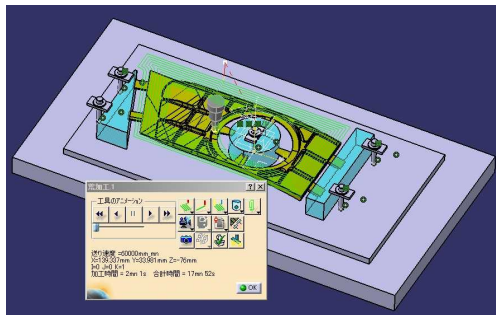 荒加工.1
工具のアニメーション
送り速度 =60000mm_mn
X=139.337mm Y=33.981mm Z=-76mm
I=0 J=0 K=1
加工時間 = 2mn 1s 合計時間 = 17mn 52s
OK